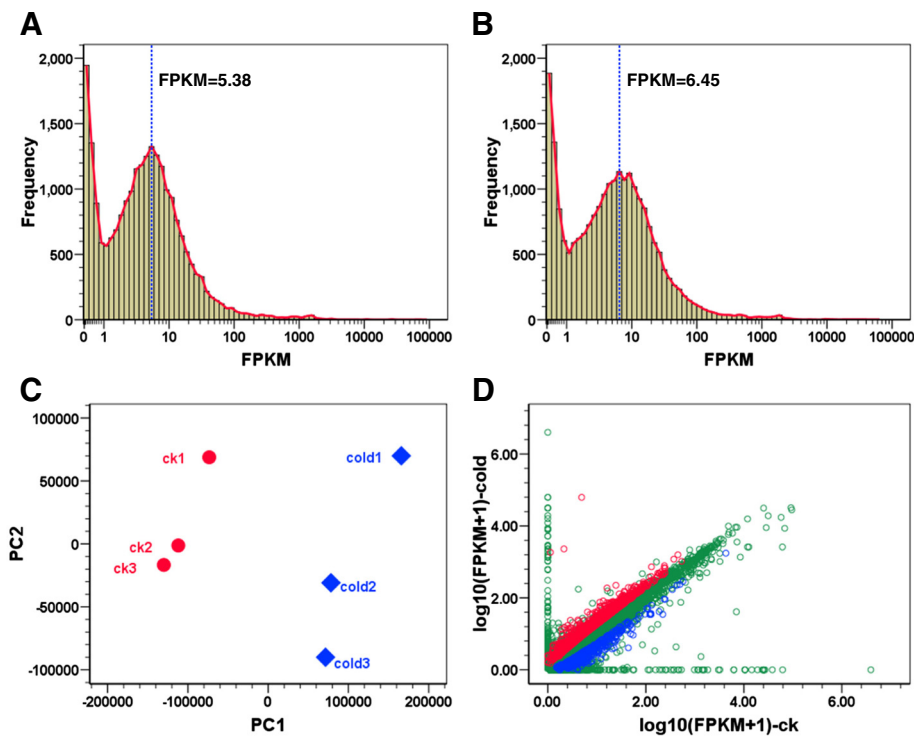 A
B
Frequency
2,000
1,500
1,000
500
0
FPKM=5.38
0 1 10 100 1000 10000 100000
FPKM
Frequency
2,000
1,500
1,000
500
0
FPKM=6.45
0 1 10 100 1000 10000 100000
FPKM
C
D
PC2
100000
50000
0
-50000
-100000
ck1
ck2
ck3
cold1
cold2
cold3
-200000 -100000 0 100000 200000
PC1
log10(FPKM+1)-cold
6.00
4.00
2.00
0.00
0.00 2.00 4.00 6.00
log10(FPKM+1)-ck